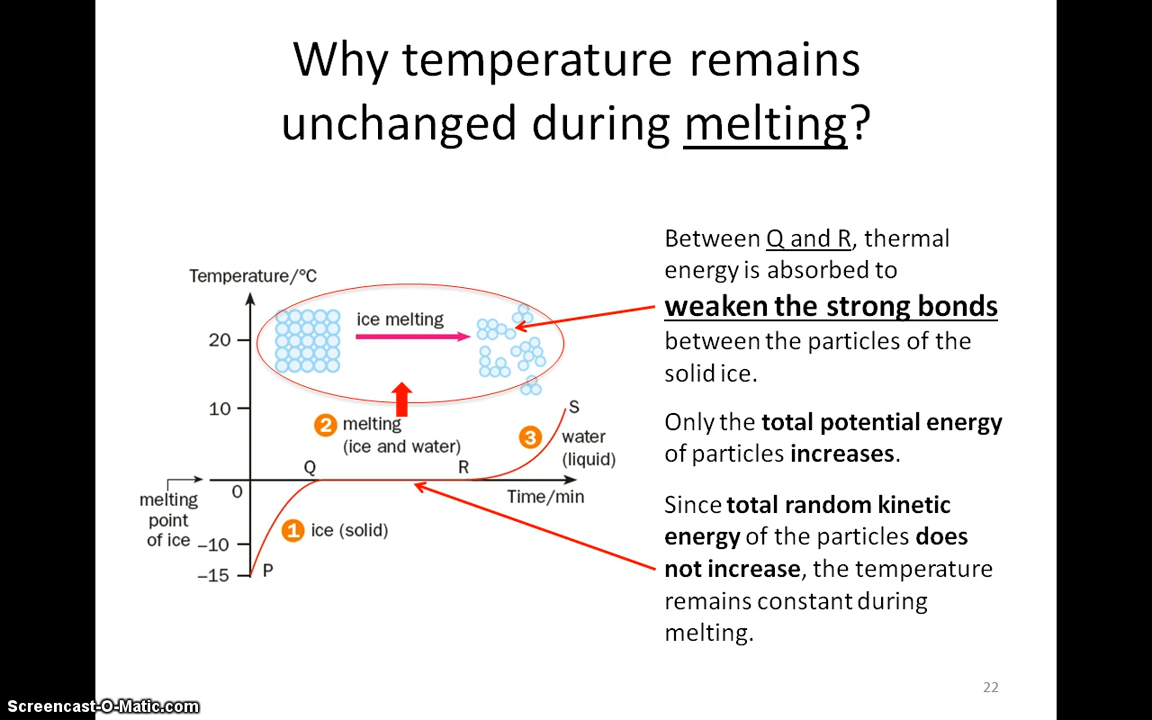 Why temperature remains
unchanged during melting?
Between Q and R, thermal
energy is absorbed to
weaken the strong bonds
between the particles of the
solid ice.
Only the total potential energy
of particles increases.
Since total random kinetic
energy of the particles does
not increase, the temperature
remains constant during
melting.
Temperature/°C
20
10
0
–10
–15
ice melting
2 melting
(ice and water)
3 water
(liquid)
1 ice (solid)
P
Q
R
S
Time/min
melting
point
of ice
22
Screencast-O-Matic.com